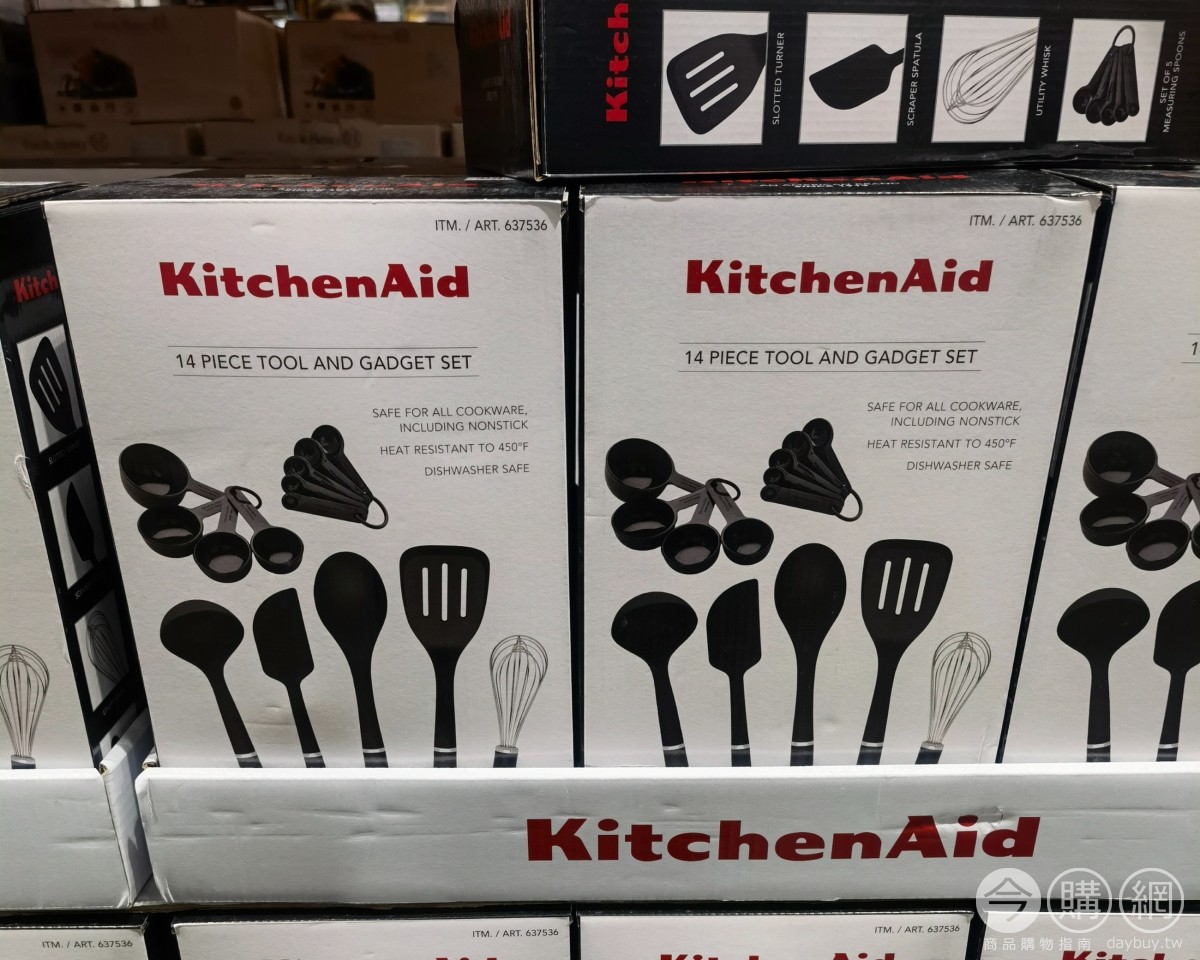 Kitch
SLOTTED TURNER
SCRAPER SPATULA
UTILITY WHISK
SET OF 5
MEASURING SPOONS
Kitch
ITM. / ART. 637536
KitchenAid
14 PIECE TOOL AND GADGET SET
SAFE FOR ALL COOKWARE,
INCLUDING NONSTICK
HEAT RESISTANT TO 450°F
DISHWASHER SAFE
ITM. / ART. 637536
KitchenAid
14 PIECE TOOL AND GADGET SET
SAFE FOR ALL COOKWARE,
INCLUDING NONSTICK
HEAT RESISTANT TO 450°F
DISHWASHER SAFE
1
KitchenAid
ITM. / ART. 637536
ITM. / ART. 637536
ITM. / ART. 637536
今購網
商品購物指南 daybuy.tw